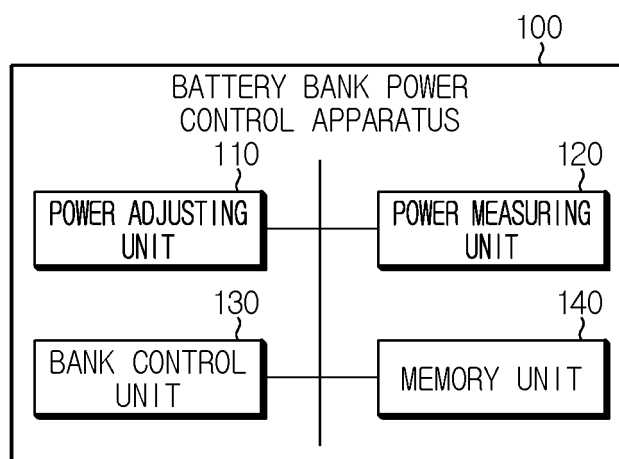 100
BATTERY BANK POWER
CONTROL APPARATUS
110
POWER ADJUSTING
UNIT
120
POWER MEASURING
UNIT
130
BANK CONTROL
UNIT
140
MEMORY UNIT